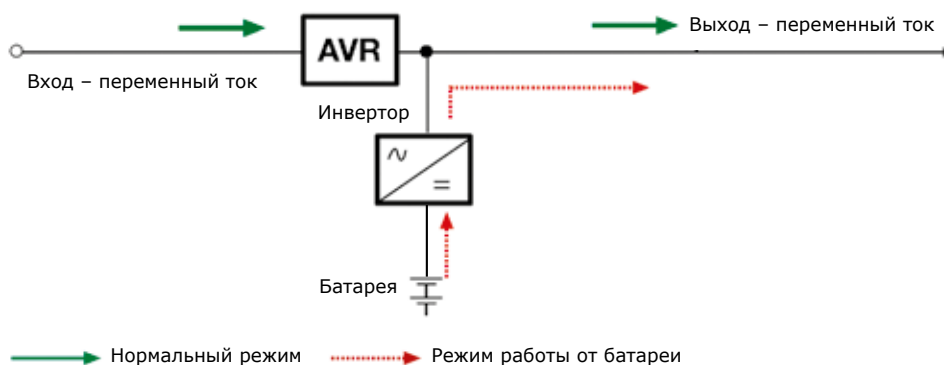 Выход – переменный ток
AVR
Вход – переменный ток
Инвертор
Батарея
Нормальный режим
Режим работы от батареи